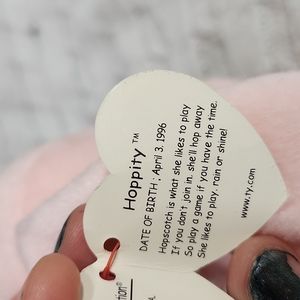 Hoppity ™
DATE OF BIRTH : April 3, 1996
Hopscotch is what she likes to play
If you don't join in, she'll hop away
So play a game if you have the time,
She likes to play, rain or shine!
www.ty.com